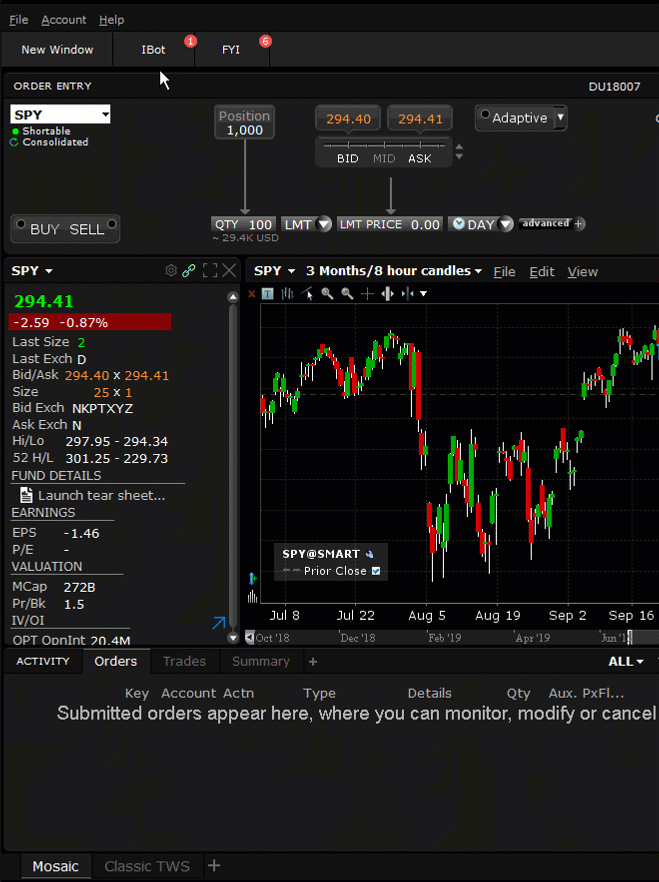 File Account Help
New Window IBot 1 FYI 6
ORDER ENTRY DU18007
SPY
Shortable
Consolidated
Position
1,000
294.40 294.41
BID MID ASK
Adaptive
BUY SELL
QTY 100 LMT LMT PRICE 0.00 DAY advanced +
~ 29.4K USD
SPY
294.41
-2.59 -0.87%
Last Size 2
Last Exch D
Bid/Ask 294.40 x 294.41
Size 25 x 1
Bid Exch NKPTXYZ
Ask Exch N
Hi/Lo 297.95 - 294.34
52 H/L 301.25 - 229.73
FUND DETAILS
Launch tear sheet...
EARNINGS
EPS -1.46
P/E -
VALUATION
MCap 272B
Pr/Bk 1.5
IV/OI
OPT OpnInt 20.4M
SPY 3 Months/8 hour candles File Edit View
SPY@SMART
Prior Close
Jul 8 Jul 22 Aug 5 Aug 19 Sep 2 Sep 16
Oct '18 Dec '18 Feb '19 Apr '19 Jun '1
ACTIVITY Orders Trades Summary + ALL
Key Account Actn Type Details Qty Aux. PxFl...
Submitted orders appear here, where you can monitor, modify or cancel
Mosaic Classic TWS +